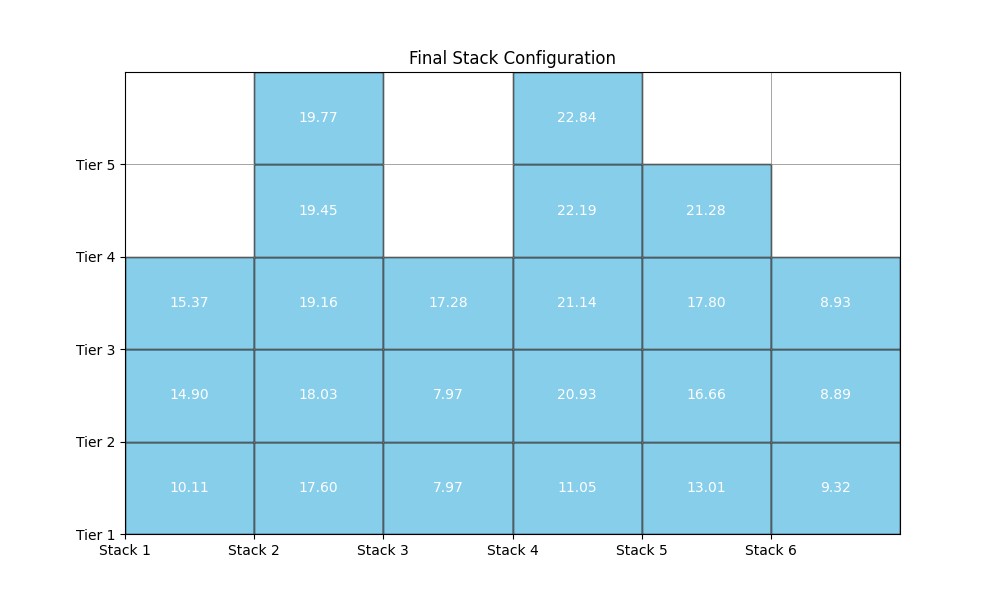 Final Stack Configuration
19.77 22.84
Tier 5
19.45 22.19 21.28
Tier 4
15.37 19.16 17.28 21.14 17.80 8.93
Tier 3
14.90 18.03 7.97 20.93 16.66 8.89
Tier 2
10.11 17.60 7.97 11.05 13.01 9.32
Tier 1
Stack 1 Stack 2 Stack 3 Stack 4 Stack 5 Stack 6